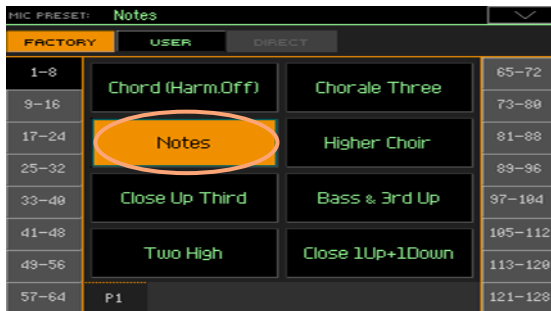 MIC PRESET: Notes
FACTORY USER DIRECT
1-8
9-16
17-24
25-32
33-40
41-48
49-56
57-64
Chord (Harm.Off) Chorale Three
Notes Higher Choir
Close Up Third Bass & 3rd Up
Two High Close 1Up+1Down
P1
65-72
73-80
81-88
89-96
97-104
105-112
113-120
121-128